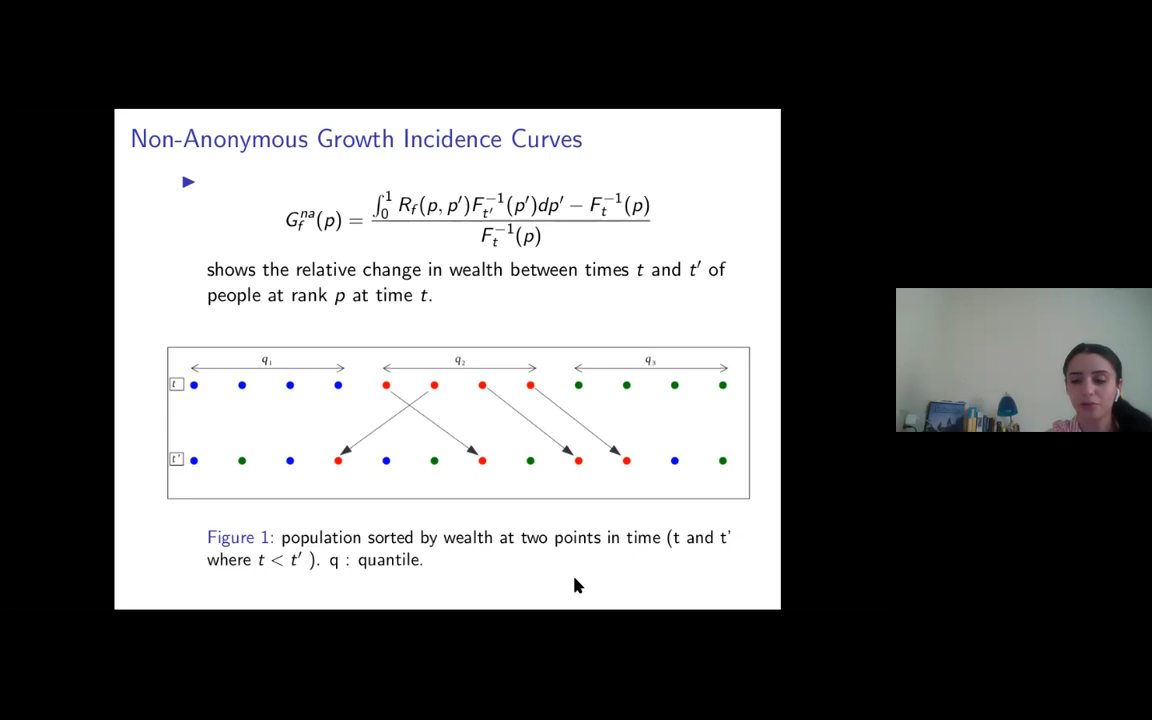 Non-Anonymous Growth Incidence Curves
G_f^{na}(p) = \frac{\int_0^1 R_f(p, p')F_{t'}^{-1}(p')dp' − F_t^{-1}(p)}{F_t^{-1}(p)}
shows the relative change in wealth between times t and t′ of
people at rank p at time t.
q₁ q₂ q₃
t
t'
Figure 1: population sorted by wealth at two points in time (t and t'
where t < t′ ). q : quantile.